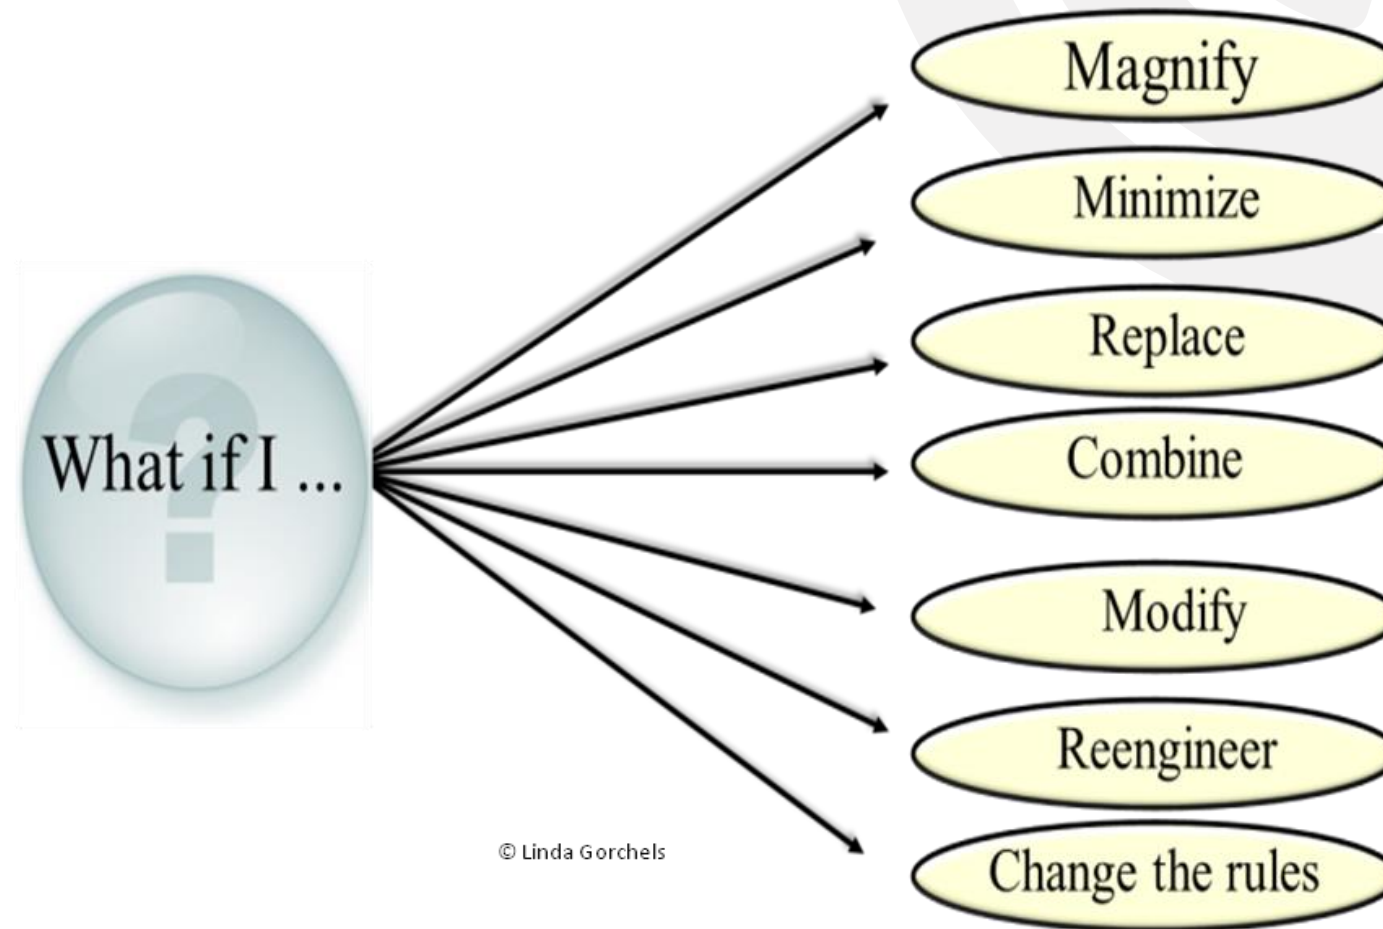 Magnify
Minimize
Replace
What if I ...
Combine
Modify
Reengineer
Change the rules
© Linda Gorchels